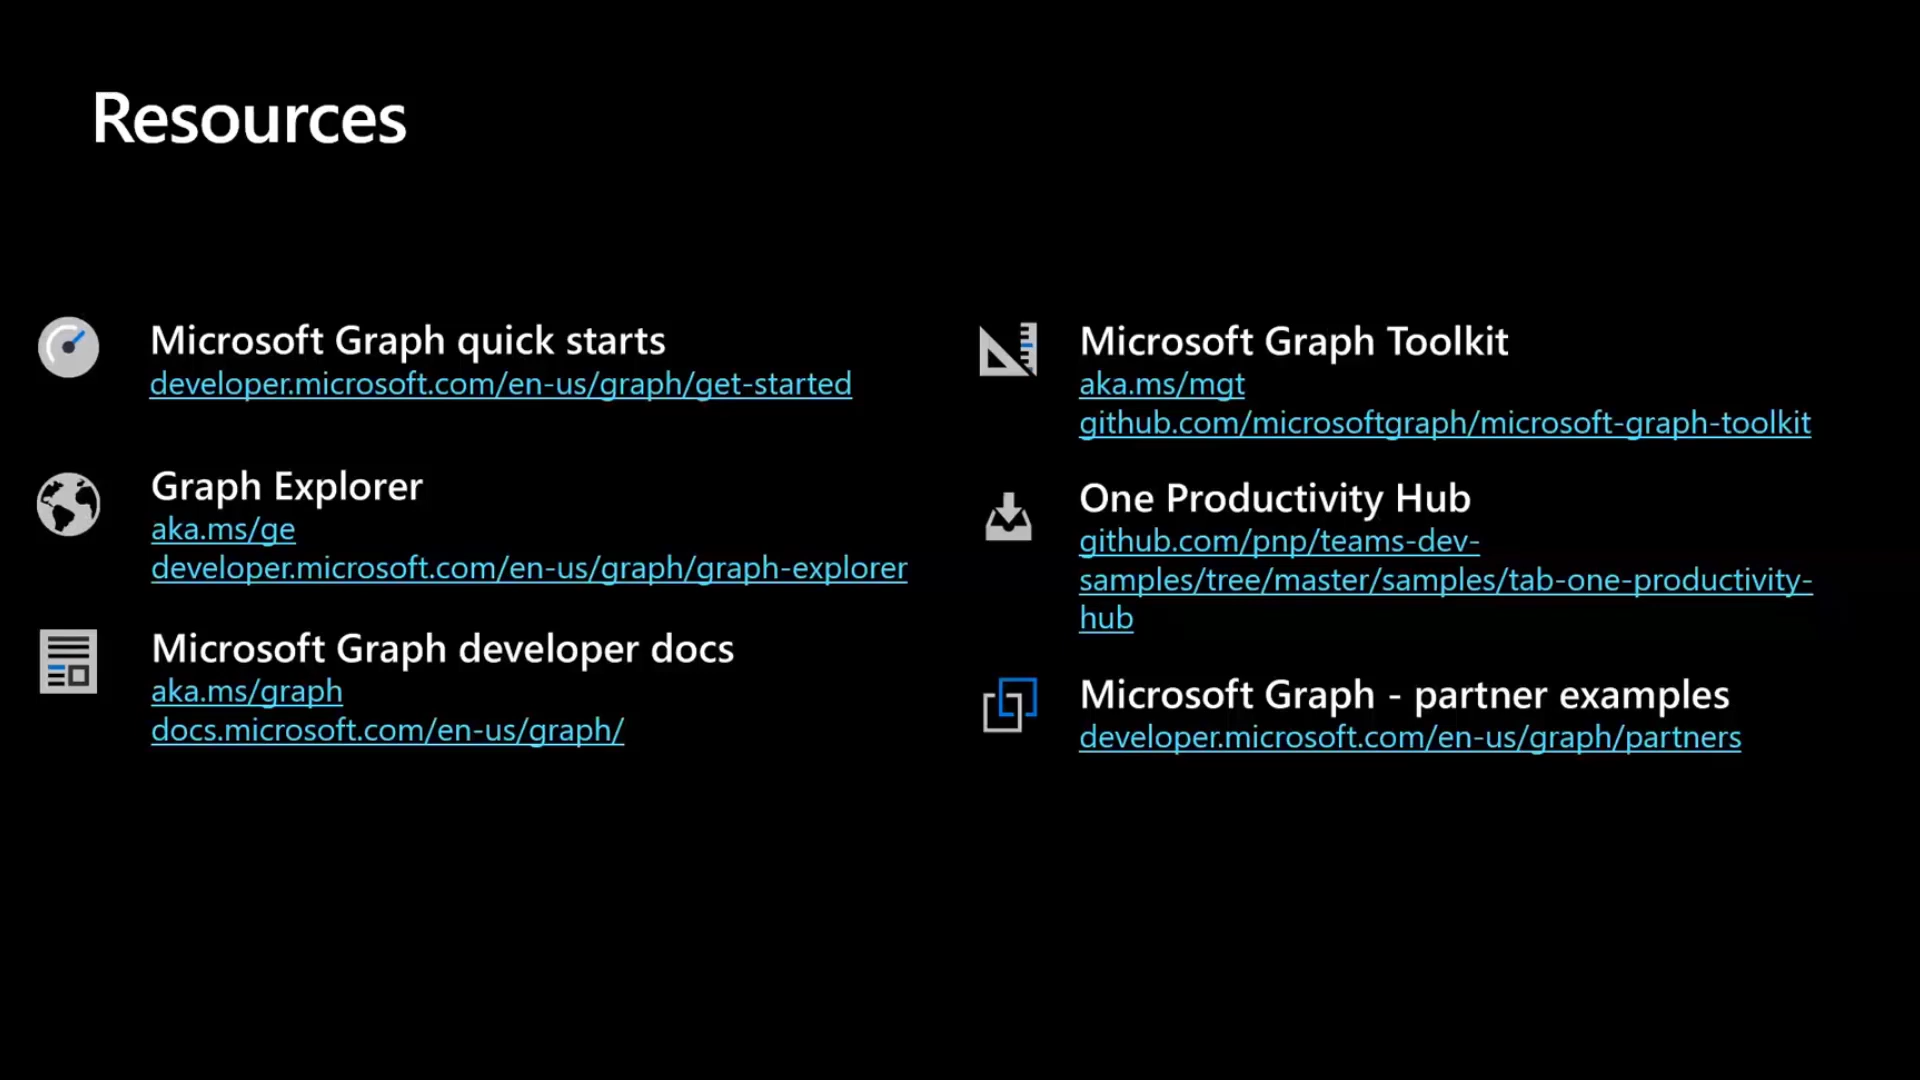 Resources
Microsoft Graph quick starts
developer.microsoft.com/en-us/graph/get-started
Graph Explorer
aka.ms/ge
developer.microsoft.com/en-us/graph/graph-explorer
Microsoft Graph developer docs
aka.ms/graph
docs.microsoft.com/en-us/graph/
Microsoft Graph Toolkit
aka.ms/mgt
github.com/microsoftgraph/microsoft-graph-toolkit
One Productivity Hub
github.com/pnp/teams-dev-
samples/tree/master/samples/tab-one-productivity-
hub
Microsoft Graph - partner examples
developer.microsoft.com/en-us/graph/partners